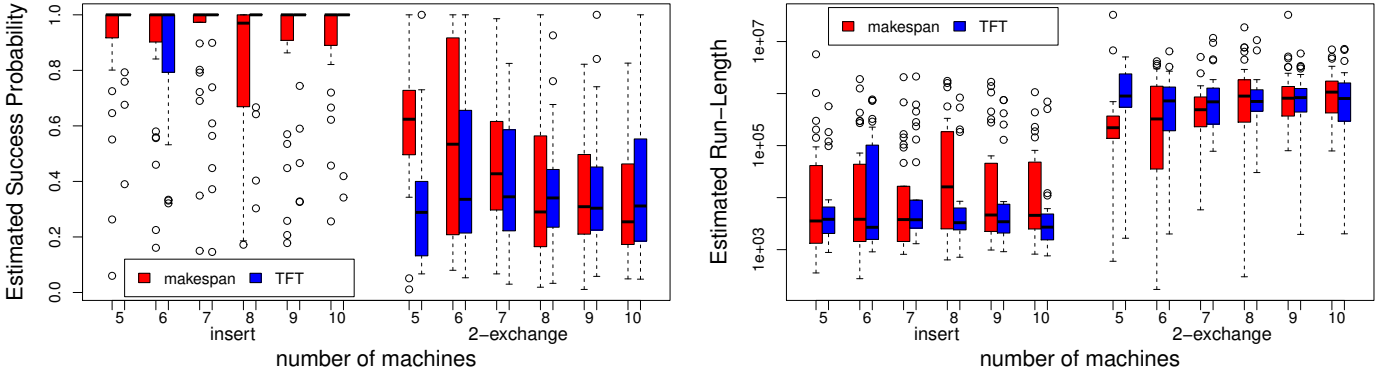 Estimated Success Probability
1.0
0.8
0.6
0.4
0.2
0.0
makespan TFT
5 6 7 8 9 10 5 6 7 8 9 10
insert 2−exchange
number of machines
makespan TFT
Estimated Run−Length
1e+07
1e+05
1e+03
5 6 7 8 9 10 5 6 7 8 9 10
insert 2−exchange
number of machines